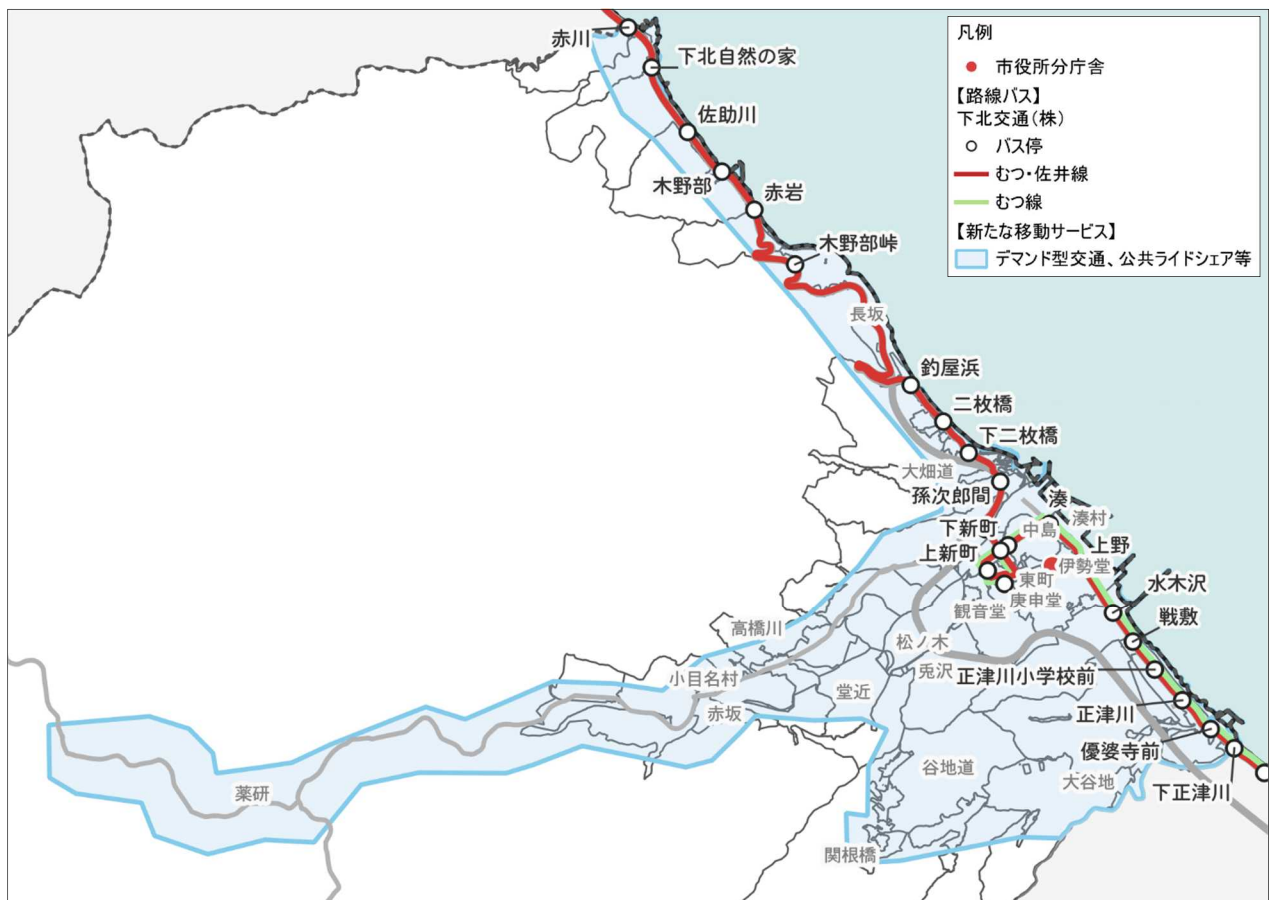 凡例
市役所分庁舎
【路線バス】
下北交通(株)
バス停
むつ・佐井線
むつ線
【新たな移動サービス】
デマンド型交通、公共ライドシェア等
赤川
下北自然の家
佐助川
木野部
赤岩
木野部峠
長坂
釣屋浜
二枚橋
下二枚橋
大畑道
孫次郎間
湊
湊村
下新町
中島
上野
上新町
伊勢堂
東町
水木沢
庚申堂
観音堂
戦敷
高橋川
松ノ木
兎沢
正津川小学校前
小目名村
堂近
赤坂
正津川
優婆寺前
谷地道
大谷地
下正津川
薬研
関根橋